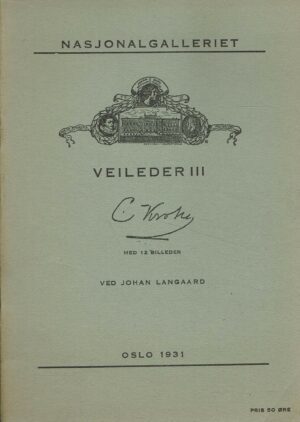 NASJONALGALLERIET
VEILEDER III
C Krohg
MED 12 BILLEDER
VED JOHAN LANGAARD
OSLO 1931
PRIS 50 ØRE